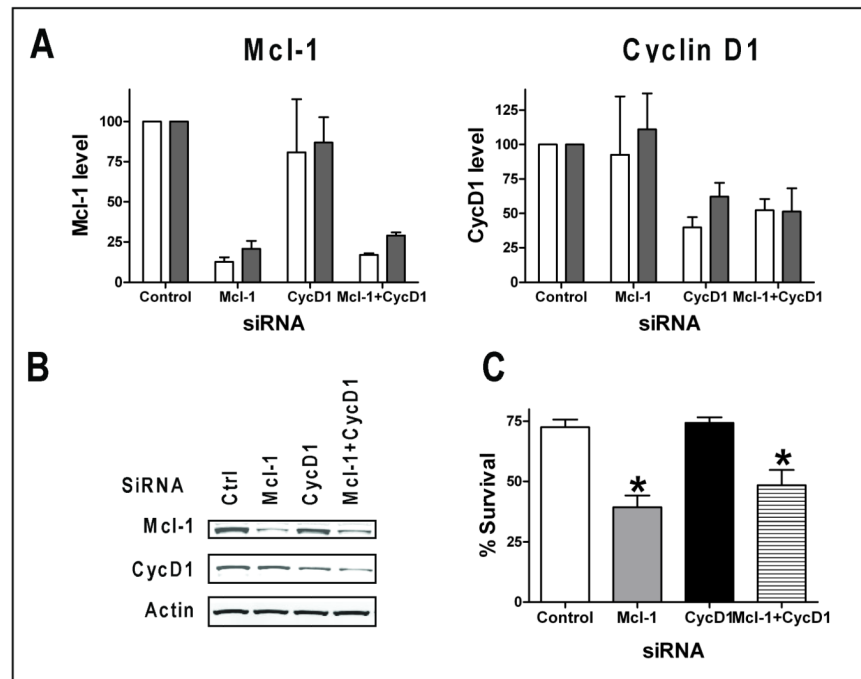 A
Mcl-1
Cyclin D1
Mcl-1 level
100
75
50
25
0
Control
Mcl-1
CycD1
Mcl-1+CycD1
siRNA
CycD1 level
125
100
75
50
25
0
Control
Mcl-1
CycD1
Mcl-1+CycD1
siRNA
B
SiRNA
Ctrl
Mcl-1
CycD1
Mcl-1+CycD1
Mcl-1
CycD1
Actin
C
% Survival
75
50
25
0
*
*
Control
Mcl-1
CycD1
Mcl-1+CycD1
siRNA